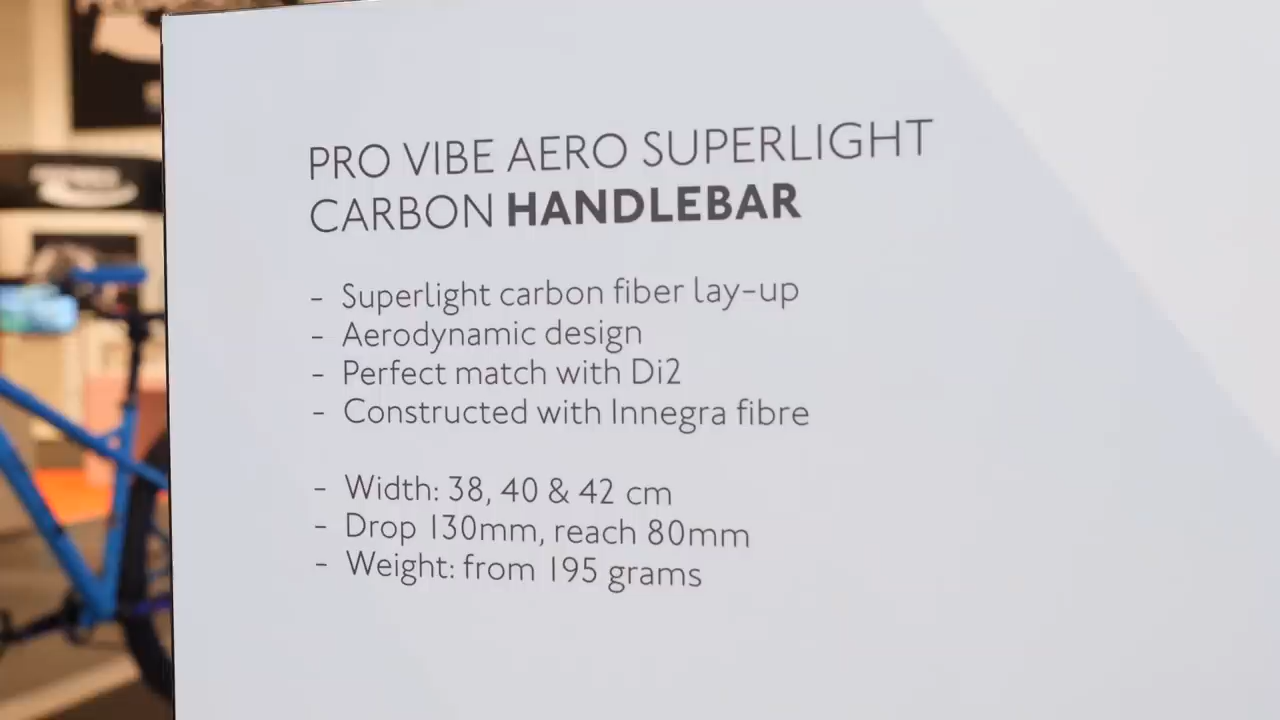 PRO VIBE AERO SUPERLIGHT
CARBON HANDLEBAR
- Superlight carbon fiber lay-up
- Aerodynamic design
- Perfect match with Di2
- Constructed with Innegra fibre
- Width: 38, 40 & 42 cm
- Drop 130mm, reach 80mm
- Weight: from 195 grams